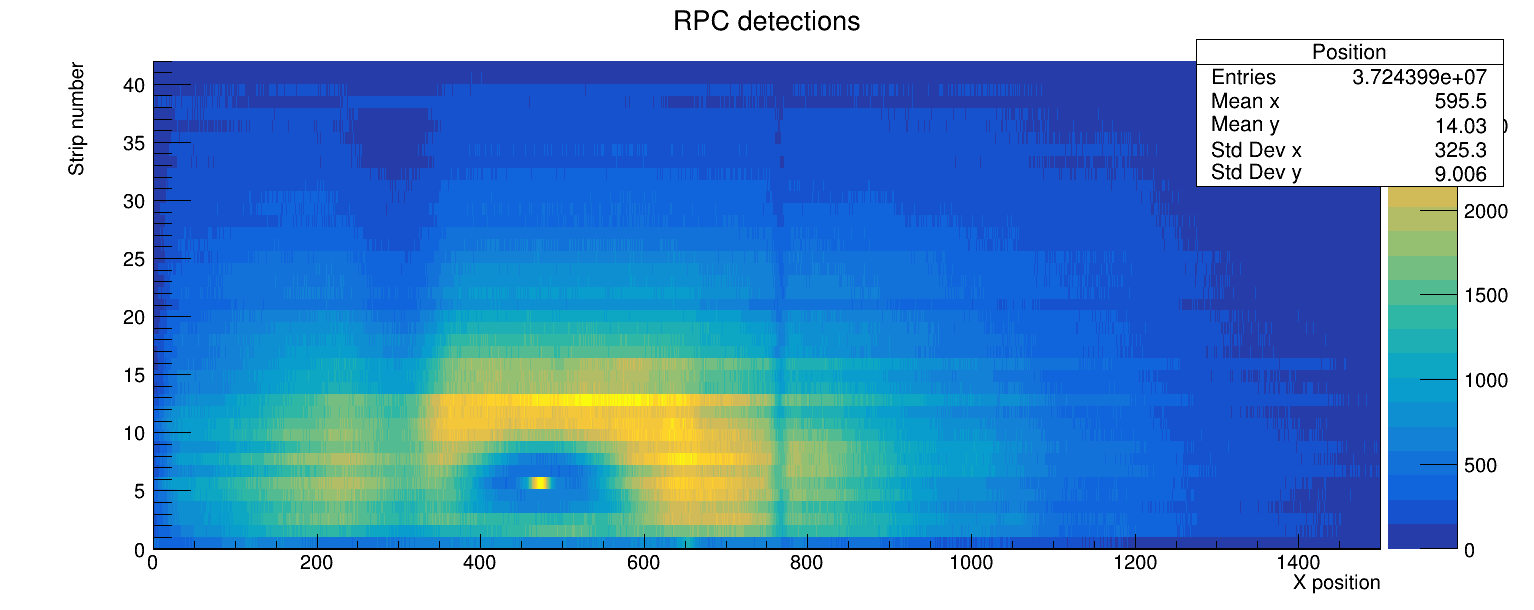 RPC detections
Position
Entries 3.724399e+07
Mean x 595.5
Mean y 14.03
Std Dev x 325.3
Std Dev y 9.006
Strip number
40
35
30
25
20
15
10
5
0
2000
1500
1000
500
0
0 200 400 600 800 1000 1200 1400
X position